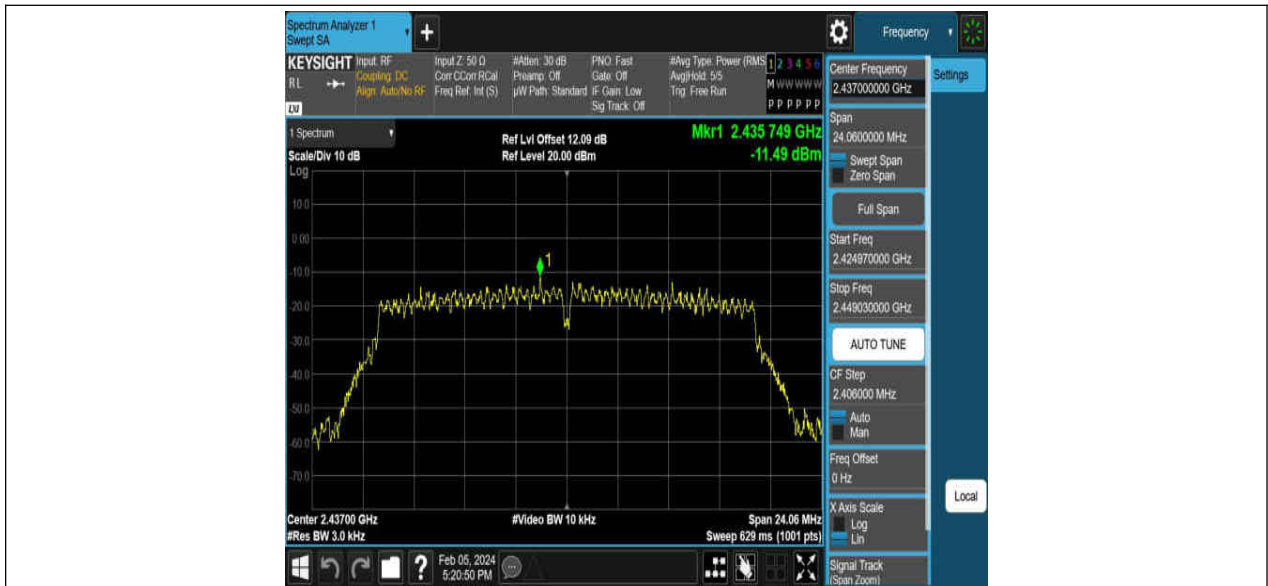 Spectrum Analyzer 1
Swept SA
+
Frequency
KEYSIGHT
RL
LXI
Input: RF
Coupling: DC
Align: Auto/No RF
Input Z: 50 Ω
Corr CCorr RCal
Freq Ref: Int (S)
#Atten: 30 dB
Preamp: Off
µW Path: Standard
PNO: Fast
Gate: Off
IF Gain: Low
Sig Track: Off
#Avg Type: Power (RMS
Avg|Hold: 5/5
Trig: Free Run
1 2 3 4 5 6
M W W W W W
P P P P P P
1 Spectrum
Scale/Div 10 dB
Log
Ref Lvl Offset 12.09 dB
Ref Level 20.00 dBm
Mkr1 2.435 749 GHz
-11.49 dBm
10.0
0.00
-10.0
-20.0
-30.0
-40.0
-50.0
-60.0
-70.0
1
Center 2.43700 GHz
#Res BW 3.0 kHz
#Video BW 10 kHz
Span 24.06 MHz
Sweep 629 ms (1001 pts)
Feb 05, 2024
5:20:50 PM
Center Frequency
2.437000000 GHz
Settings
Span
24.0600000 MHz
Swept Span
Zero Span
Full Span
Start Freq
2.424970000 GHz
Stop Freq
2.449030000 GHz
AUTO TUNE
CF Step
2.406000 MHz
Auto
Man
Freq Offset
0 Hz
X Axis Scale
Log
Lin
Local
Signal Track
(Span Zoom)